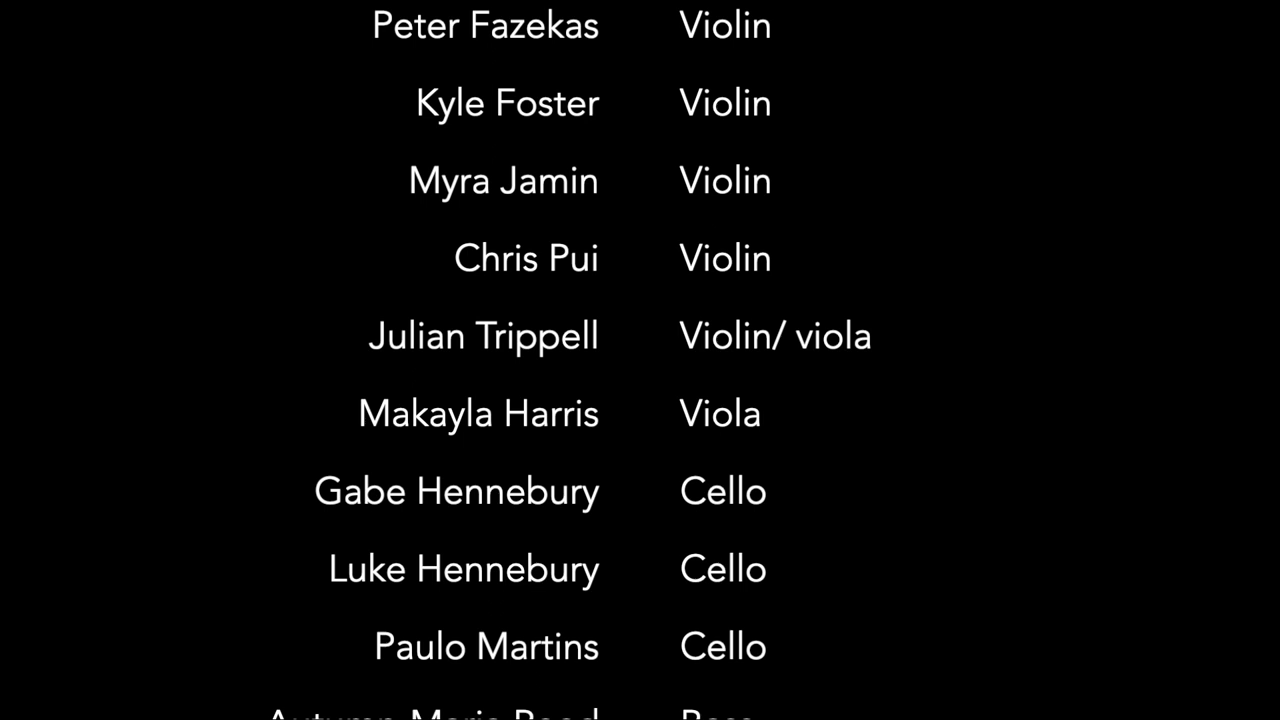 Peter Fazekas Violin
Kyle Foster Violin
Myra Jamin Violin
Chris Pui Violin
Julian Trippell Violin/ viola
Makayla Harris Viola
Gabe Hennebury Cello
Luke Hennebury Cello
Paulo Martins Cello